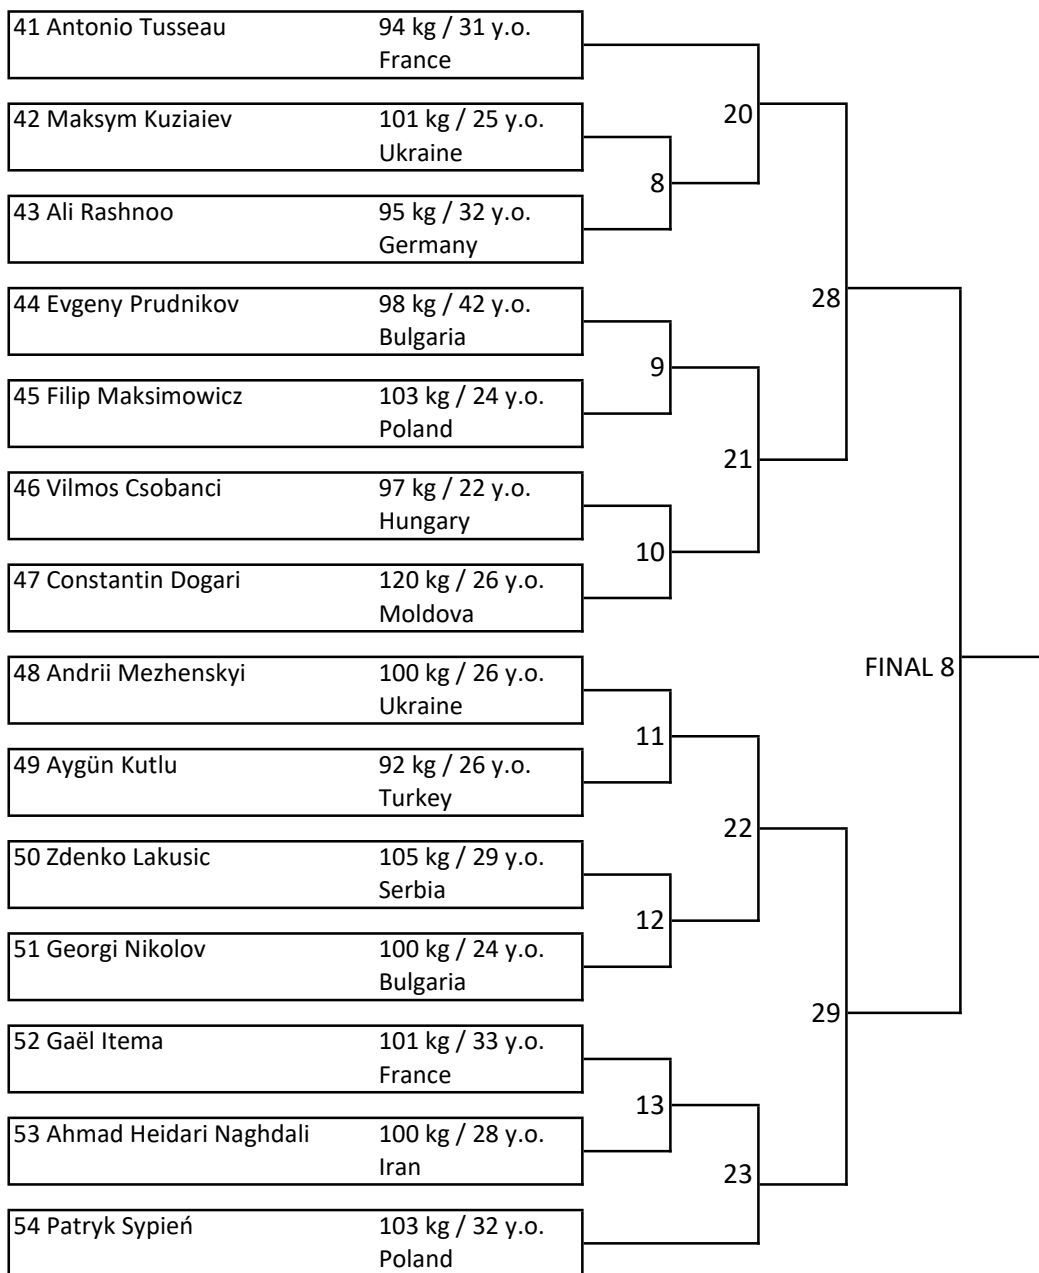 41 Antonio Tusseau 94 kg / 31 y.o.
France
20
42 Maksym Kuziaiev 101 kg / 25 y.o.
Ukraine
8
43 Ali Rashnoo 95 kg / 32 y.o.
Germany
28
44 Evgeny Prudnikov 98 kg / 42 y.o.
Bulgaria
9
45 Filip Maksimowicz 103 kg / 24 y.o.
Poland
21
46 Vilmos Csobanci 97 kg / 22 y.o.
Hungary
10
47 Constantin Dogari 120 kg / 26 y.o.
Moldova
FINAL 8
48 Andrii Mezhenskyi 100 kg / 26 y.o.
Ukraine
11
49 Aygün Kutlu 92 kg / 26 y.o.
Turkey
22
50 Zdenko Lakusic 105 kg / 29 y.o.
Serbia
12
51 Georgi Nikolov 100 kg / 24 y.o.
Bulgaria
29
52 Gaël Itema 101 kg / 33 y.o.
France
13
53 Ahmad Heidari Naghdali 100 kg / 28 y.o.
Iran
23
54 Patryk Sypień 103 kg / 32 y.o.
Poland